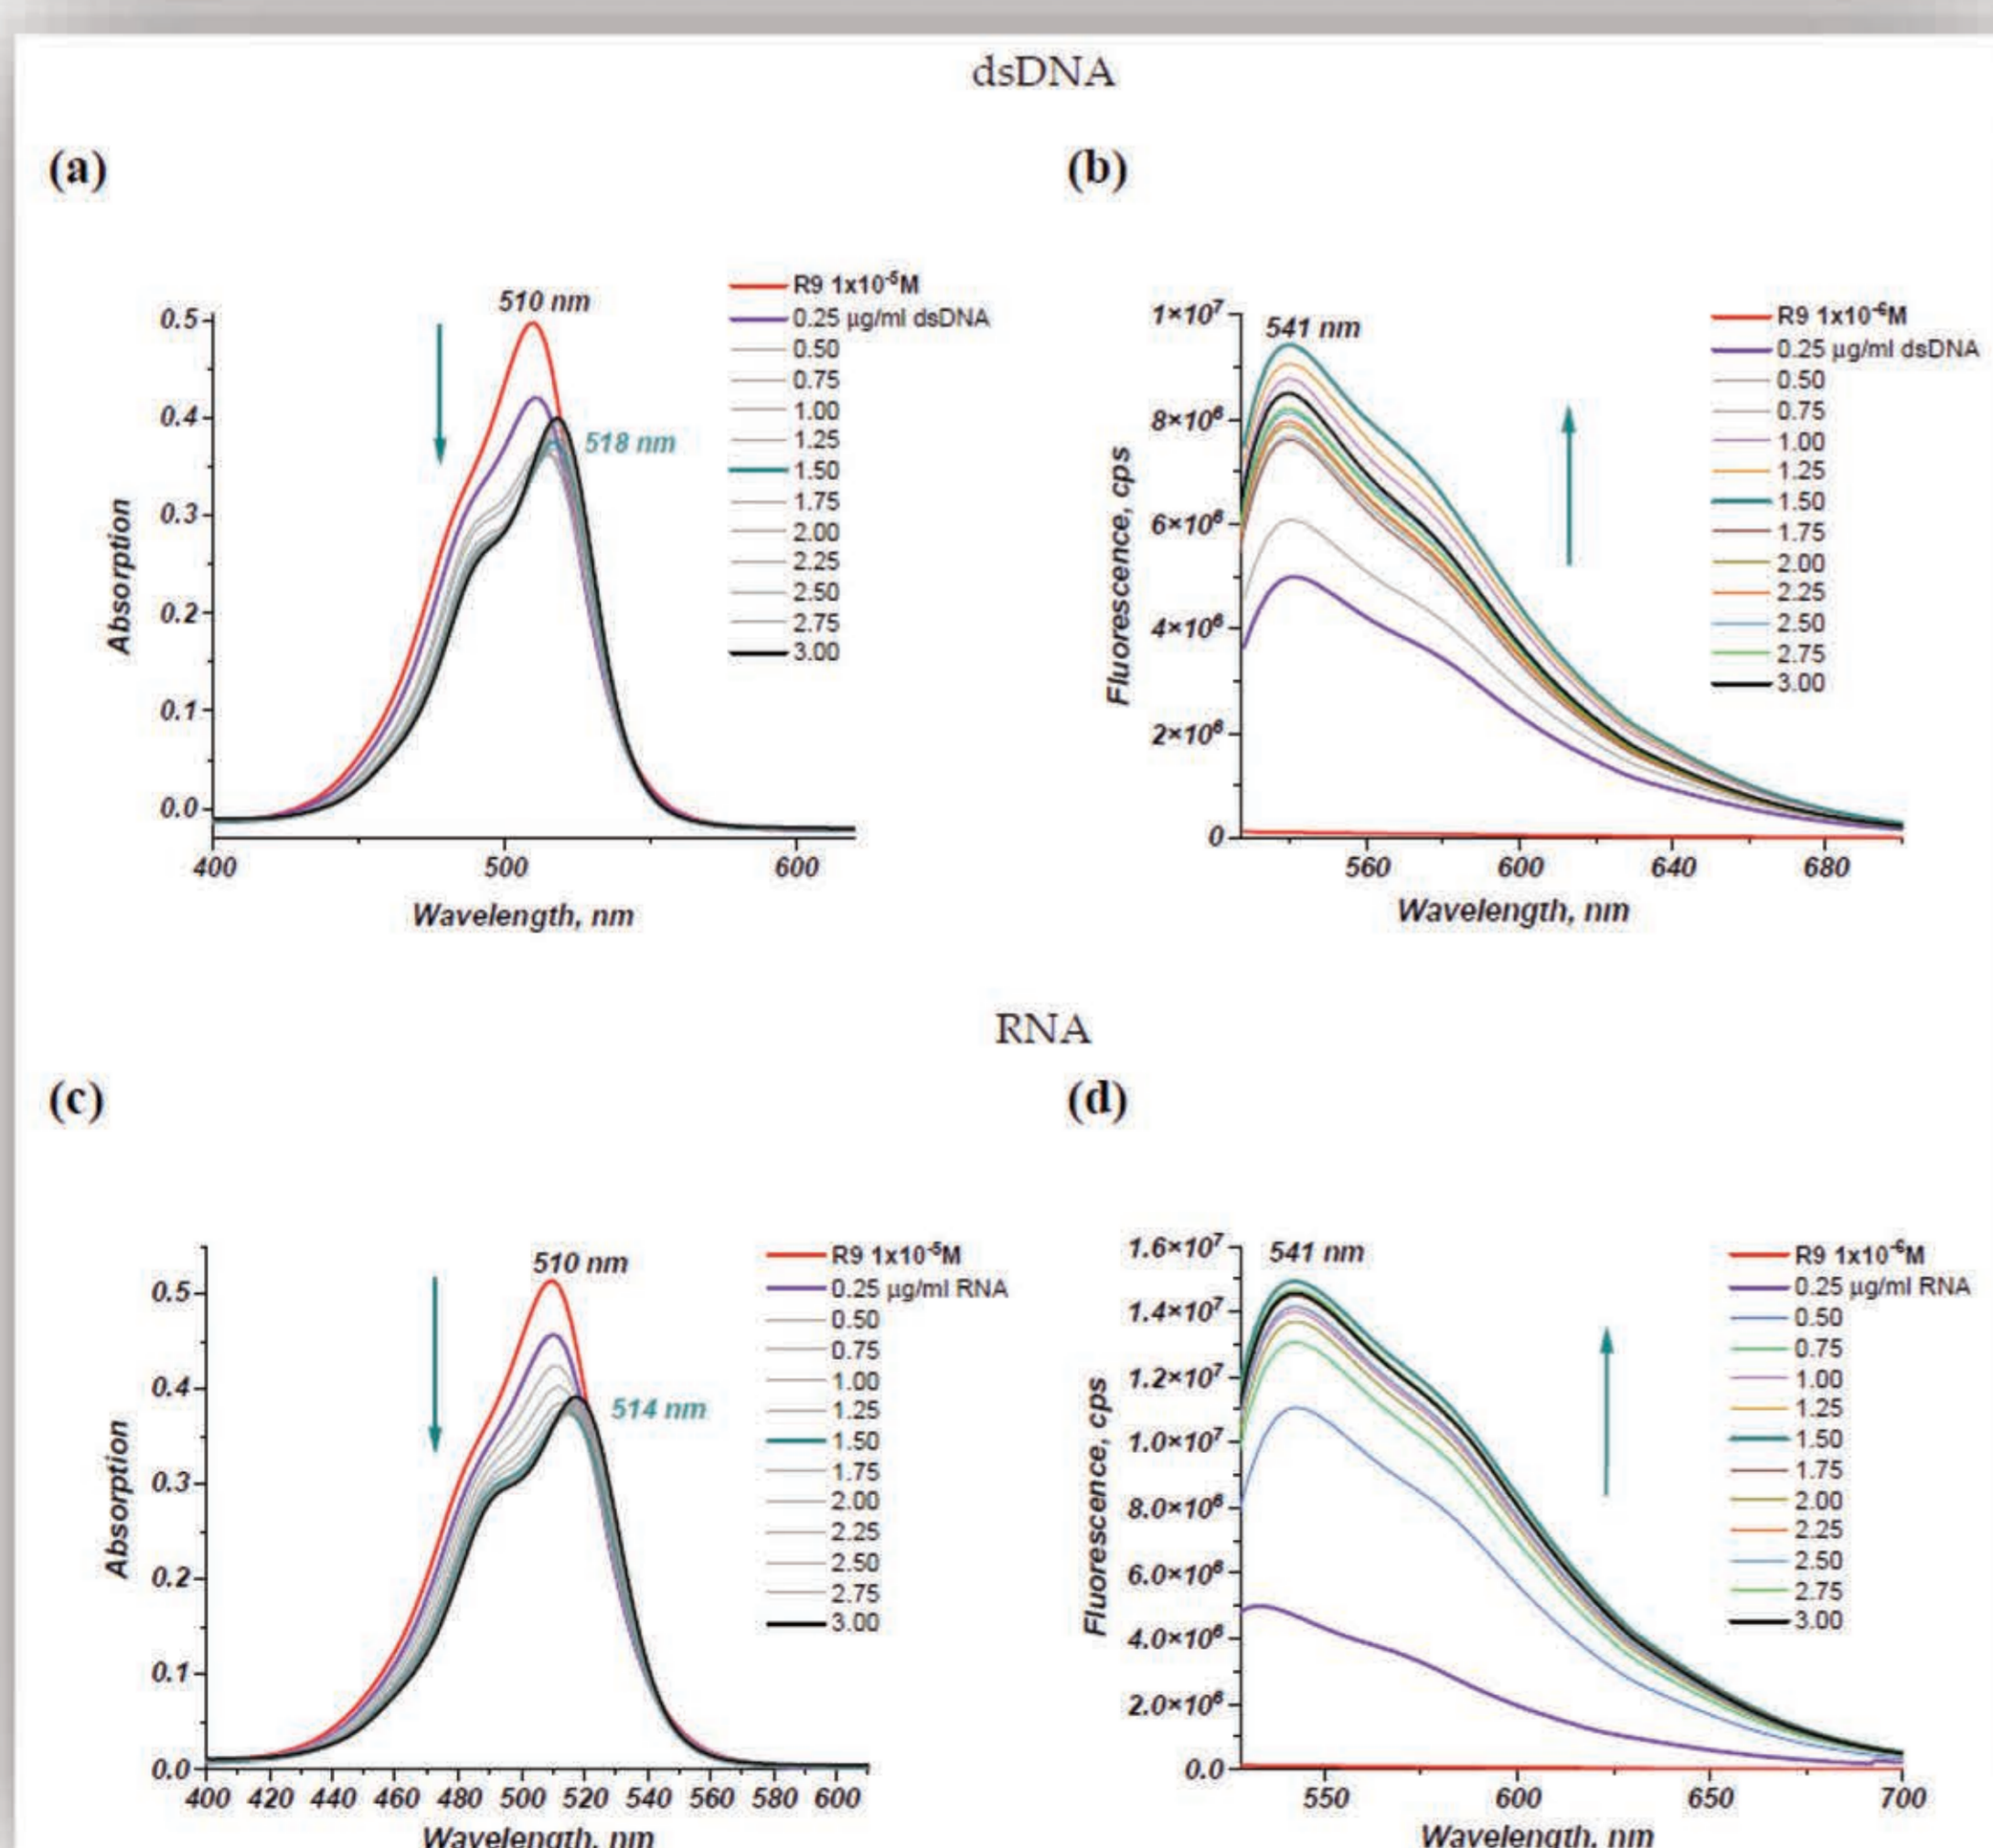 dsDNA
(a)
510 nm
518 nm
R9 1x10⁻⁵M
0.25 µg/ml dsDNA
0.50
0.75
1.00
1.25
1.50
1.75
2.00
2.25
2.50
2.75
3.00
0.5
0.4
0.3
0.2
0.1
0.0
Absorption
400 500 600
Wavelength, nm
(b)
541 nm
R9 1x10⁻⁶M
0.25 µg/ml dsDNA
0.50
0.75
1.00
1.25
1.50
1.75
2.00
2.25
2.50
2.75
3.00
1×10⁷
8×10⁶
6×10⁶
4×10⁶
2×10⁶
0
Fluorescence, cps
560 600 640 680
Wavelength, nm
RNA
(c)
510 nm
514 nm
R9 1x10⁻⁵M
0.25 µg/ml RNA
0.50
0.75
1.00
1.25
1.50
1.75
2.00
2.25
2.50
2.75
3.00
0.5
0.4
0.3
0.2
0.1
0.0
Absorption
400 420 440 460 480 500 520 540 560 580 600
Wavelength, nm
(d)
541 nm
R9 1x10⁻⁶M
0.25 µg/ml RNA
0.50
0.75
1.00
1.25
1.50
1.75
2.00
2.25
2.50
2.75
3.00
1.6×10⁷
1.4×10⁷
1.2×10⁷
1.0×10⁷
8.0×10⁶
6.0×10⁶
4.0×10⁶
2.0×10⁶
0.0
Fluorescence, cps
550 600 650 700
Wavelength, nm